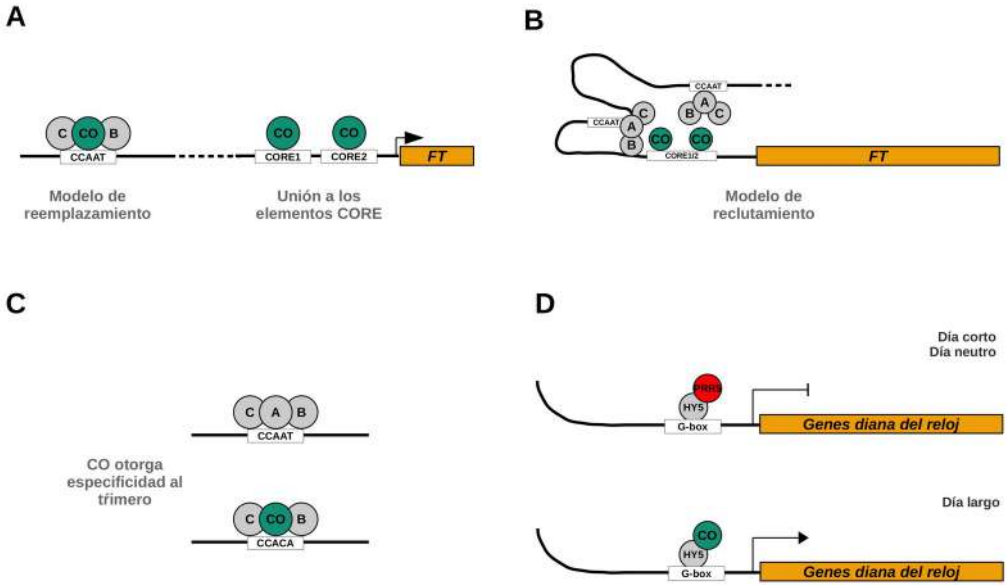 A
C CO B
CCAAT
CO
CORE1
CO
CORE2
FT
Modelo de
reemplazamiento
Unión a los
elementos CORE
B
CCAAT
A
B C
C
CCAAT
A
B
CO
CO
CORE1/2
FT
Modelo de
reclutamiento
C
C A B
CCAAT
CO otorga
especificidad al
tŕimero
C CO B
CCACA
D
Día corto
Día neutro
PRR5
HY5
G-box
Genes diana del reloj
Día largo
CO
HY5
G-box
Genes diana del reloj